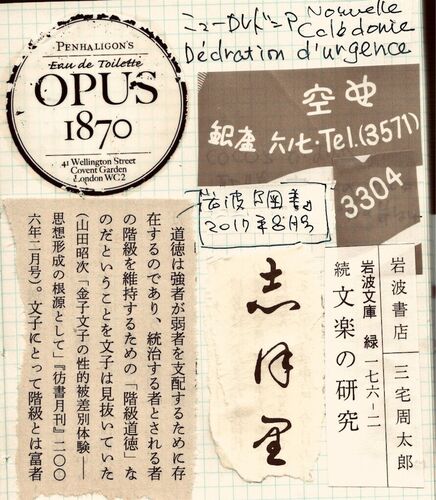 PENHALIGON'S
Eau de Toilette
OPUS
1870
41 Wellington Street
Covent Garden
London WC2
ニューカレドニア Nouvelle
Calédonie
Dédration d'urgence
空也
銀座 六ノ七・Tel.(3571)
3304
岩波
2017年8月号
道徳は強者が弱者を支配するために存
在するのであり、統治する者とされる者
の階級を維持するための「階級道徳」な
のだということを文子は見抜いていた
(山田昭次「金子文子の性的被差別体験―
思想形成の根源として」『彷書月刊』二〇〇
六年二月号)。文子にとって階級とは富者
志
里
岩波書店 三宅周太郎
岩波文庫 緑一七六-二
続 文楽の研究